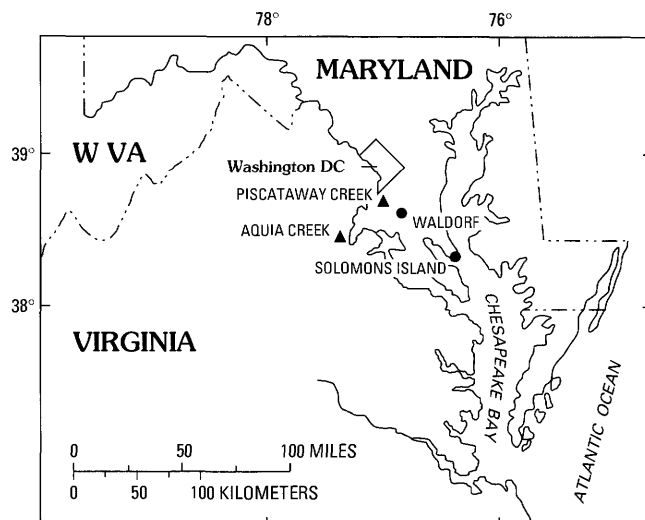 78°
76°
MARYLAND
39°
W VA
Washington DC
PISCATAWAY CREEK
WALDORF
AQUIA CREEK
SOLOMONS ISLAND
38°
CHESAPEAKE BAY
VIRGINIA
ATLANTIC OCEAN
0 50 100 MILES
0 50 100 KILOMETERS